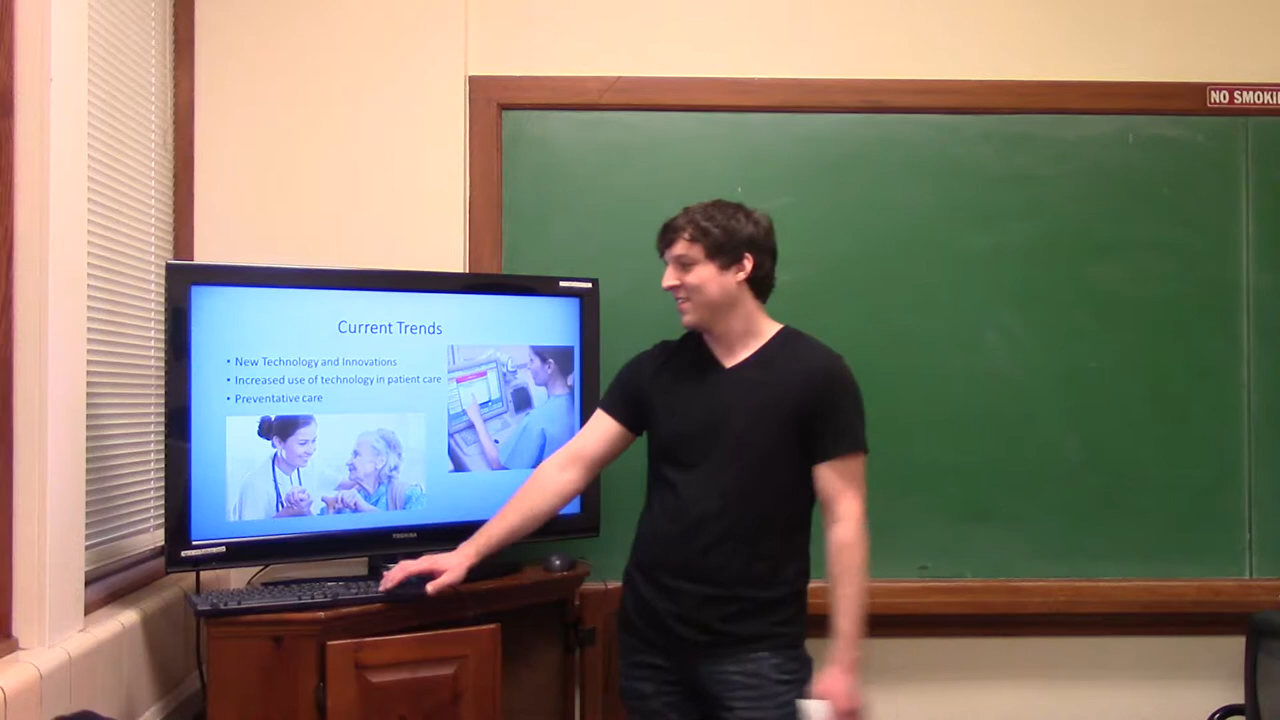 NO SMOKI
Current Trends
• New Technology and Innovations
• Increased use of technology in patient care
• Preventative care
TOSHIBA